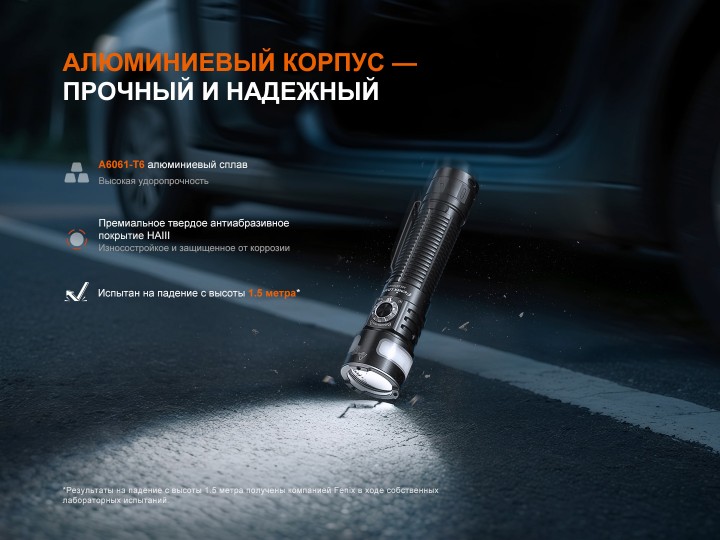 АЛЮМИНИЕВЫЙ КОРПУС —
ПРОЧНЫЙ И НАДЕЖНЫЙ
A6061-T6 алюминиевый сплав
Высокая удоропрочность
Премиальное твердое антиабразивное
покрытие HAIII
Износостройкое и защищенное от коррозии
Испытан на падение с высоты 1.5 метра*
*Результаты на падение с высоты 1.5 метра получены компанией Fenix в ходе собственных
лабораторных испытаний.